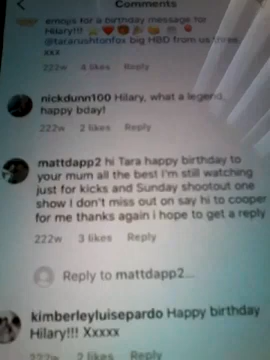 Comments
emojis for a birthday message for
Hilary!!!
@tararushtonfox big HBD from us three
xxx
222w 4 likes Reply
nickdunn100 Hilary, what a legend,
happy bday!
222w 2 likes Reply
mattdapp2 hi Tara happy birthday to
your mum all the best I'm still watching
just for kicks and Sunday shootout one
show I don't miss out on say hi to cooper
for me thanks again i hope to get a reply
222w 3 likes Reply
Reply to mattdapp2...
kimberleyluisepardo Happy birthday
Hilary!!! Xxxxx
222w 2 likes Reply